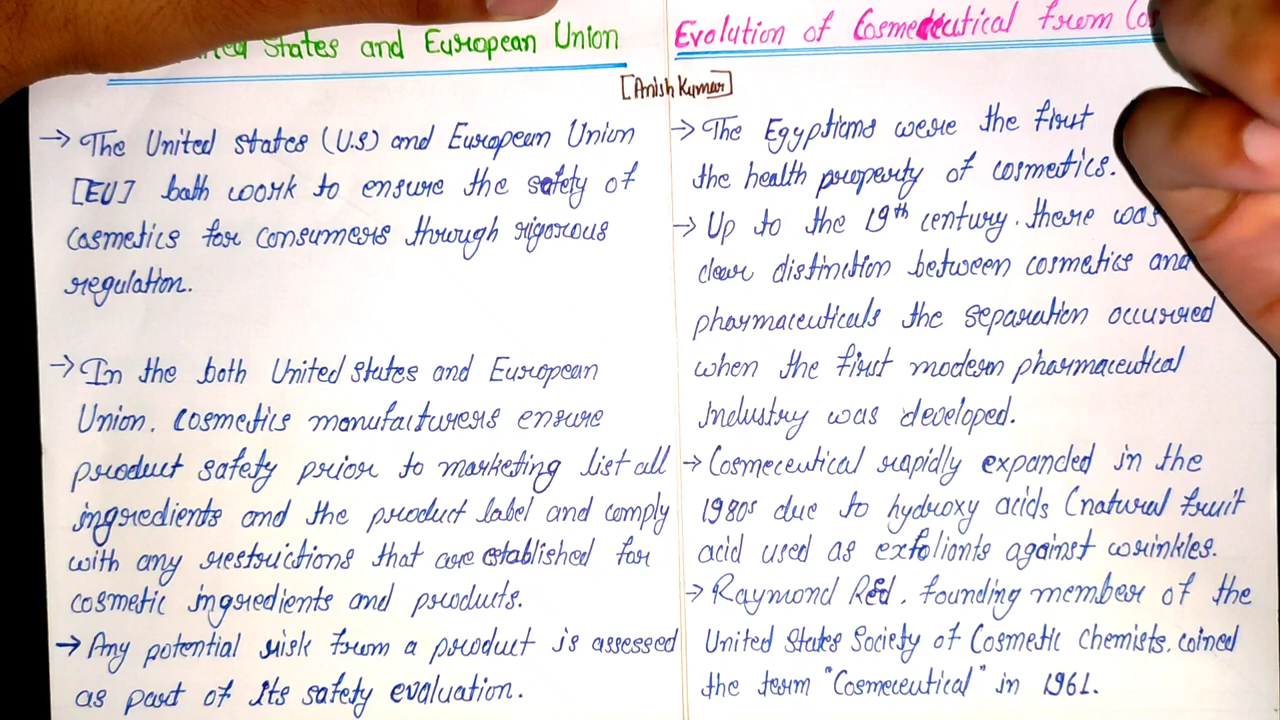 States and European Union
[Anish Kumar]
→ The United states (U.S) and European Union
[EU] bath work to ensure the safety of
cosmetics for consumers through rigorous
regulation.
→ In the both United states and European
Union. cosmetics manufacturers ensure
product safety prior to marketing list all
ingredients and the product label and comply
with any restrictions that are established for
cosmetic ingredients and products.
→ Any potential risk from a product is assessed
as part of Its safety evaluation.
Evolution of Cosmeceutical from
→ The Egyptians were the first
the health property of cosmetics.
→ Up to the 19th century. there was
clear distinction between cosmetics and
pharmaceuticals the separation occurred
when the first modern pharmaceutical
Industry was developed.
→ Cosmeceutical rapidly expanded in the
1980s due to hydroxy acids (natural fruit
acid used as exfoliants against wrinkles.
→ Raymond Red. founding member of the
United States Society of Cosmetic chemists. coined
the term "Cosmeceutical" in 1961.